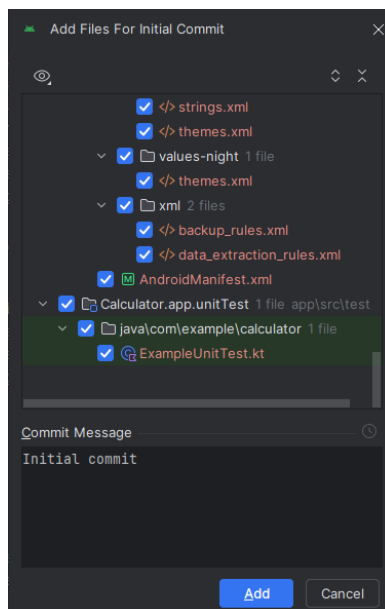 Add Files For Initial Commit
</> strings.xml
</> themes.xml
values-night 1 file
</> themes.xml
xml 2 files
</> backup_rules.xml
</> data_extraction_rules.xml
M AndroidManifest.xml
Calculator.app.unitTest 1 file app\src\test
java\com\example\calculator 1 file
ExampleUnitTest.kt
Commit Message
Initial commit
Add
Cancel